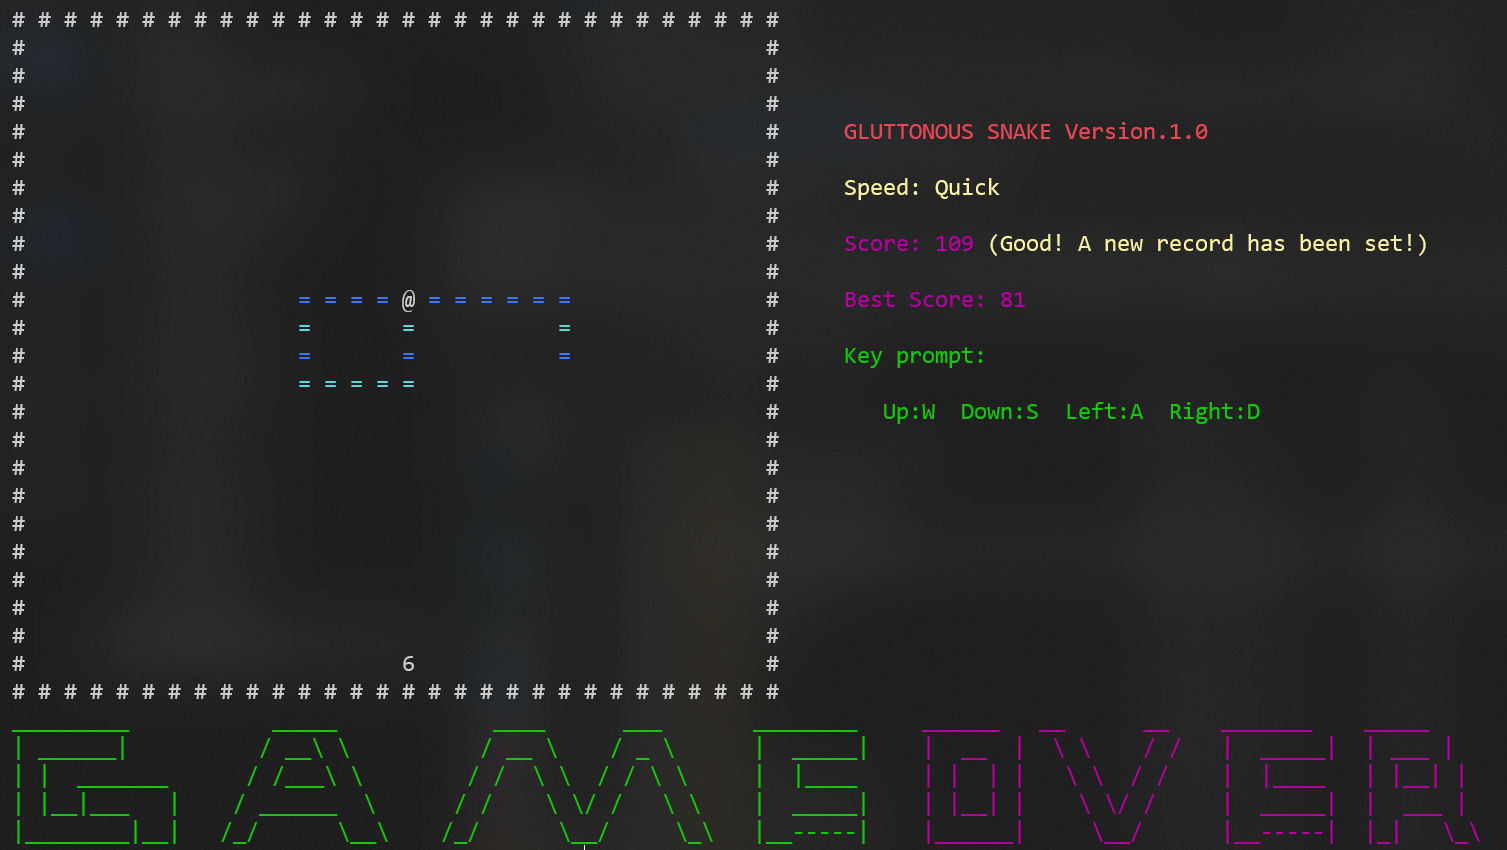 GLUTTONOUS SNAKE Version.1.0
Speed: Quick
Score: 109 (Good! A new record has been set!)
Best Score: 81
Key prompt:
Up:W Down:S Left:A Right:D
@
6
GAME OVER